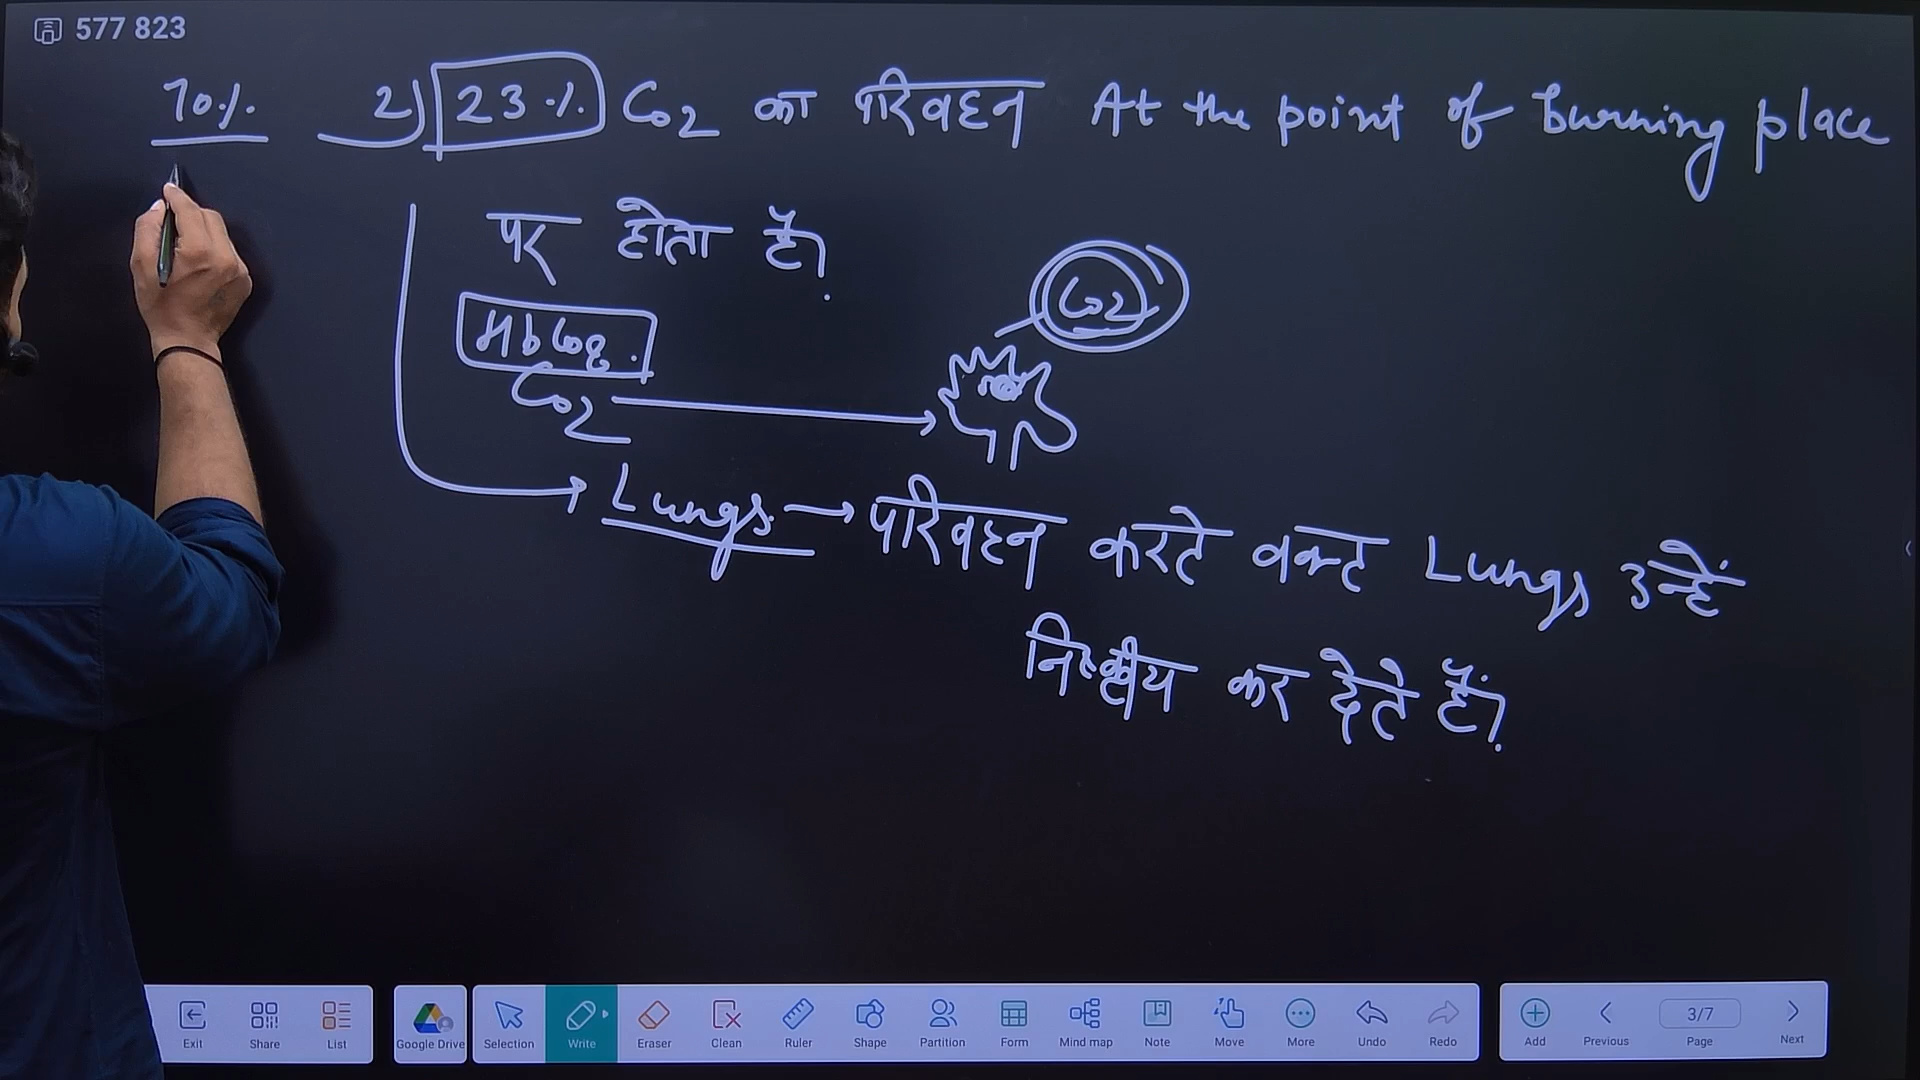 577 823
70% 2) 23% Co2 का परिवहन At the point of burning place
पर होता है।
Co2
HbCo2.
Co2
Lungs → परिवहन करते वक्त Lungs उन्हें
कर देते हैं।
Exit Share List Google Drive Selection Write Eraser Clean Ruler Shape Partition Form Mind map Note Move More Undo Redo Add Previous 3/7 Page Next